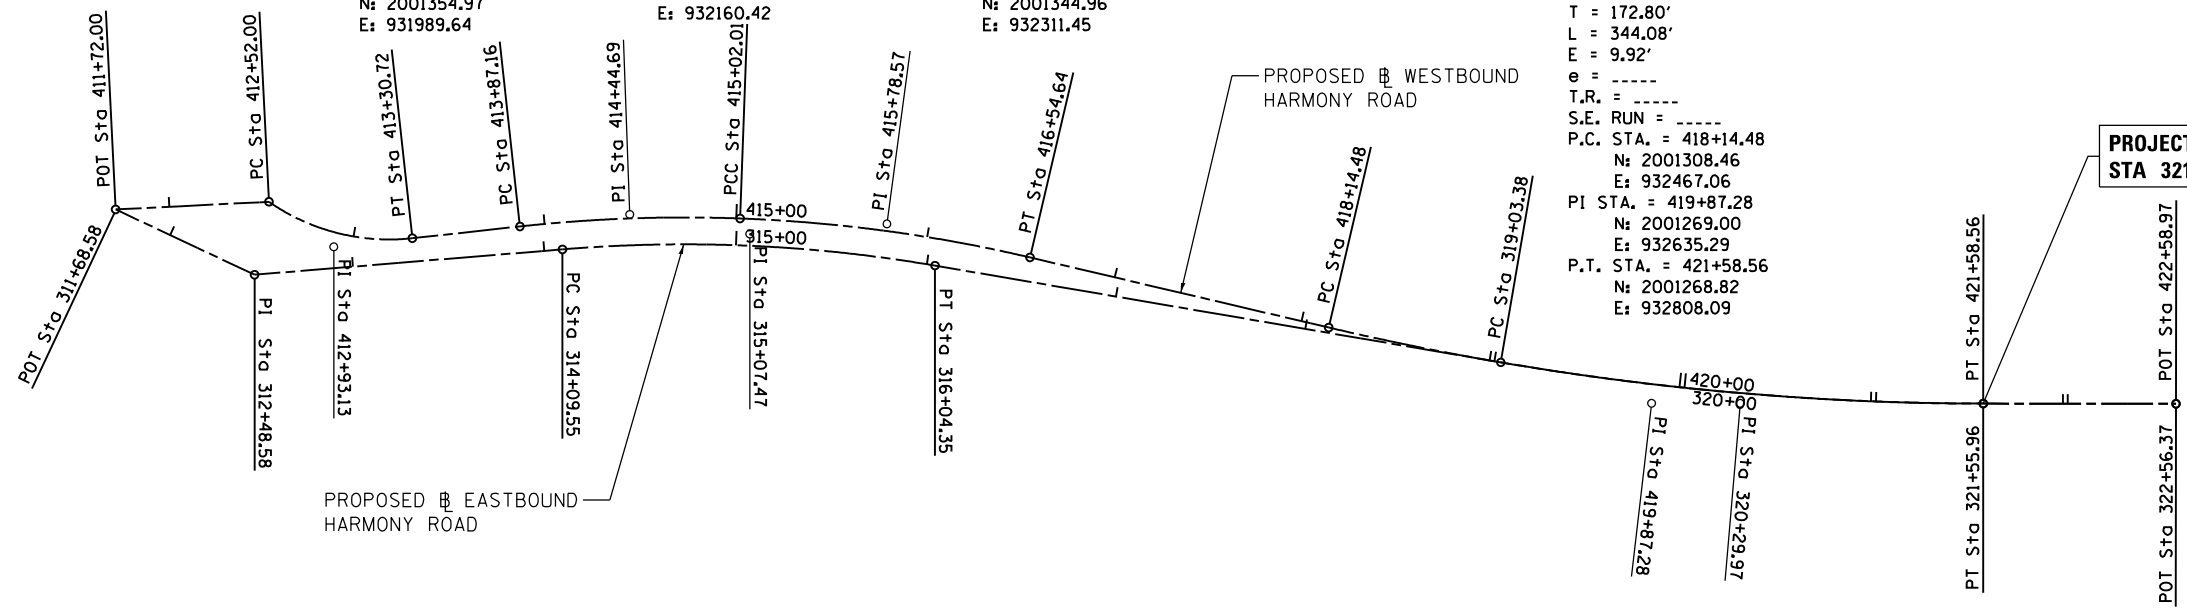 N: 2001354.97
E: 931989.64
E: 932160.42
N: 2001344.96
E: 932311.45
T = 172.80'
L = 344.08'
E = 9.92'
e = _____
T.R. = _____
S.E. RUN = _____
P.C. STA. = 418+14.48
N: 2001308.46
E: 932467.06
PI STA. = 419+87.28
N: 2001269.00
E: 932635.29
P.T. STA. = 421+58.56
N: 2001268.82
E: 932808.09
POT Sta 411+72.00
PC Sta 412+52.00
PT Sta 413+30.72
PC Sta 413+87.16
PI Sta 414+44.69
PCC Sta 415+02.01
PI Sta 415+78.57
PT Sta 416+54.64
PROPOSED BL WESTBOUND
HARMONY ROAD
PC Sta 418+14.48
PC Sta 319+03.38
PROJECT
STA 321
PT Sta 421+58.56
POT Sta 422+58.97
415+00
315+00
420+00
320+00
POT Sta 311+68.58
PI Sta 312+48.58
PI Sta 412+93.13
PC Sta 314+09.55
PI Sta 315+07.47
PT Sta 316+04.35
PI Sta 419+87.28
PI Sta 320+29.97
PT Sta 321+55.96
POT Sta 322+56.37
PROPOSED BL EASTBOUND
HARMONY ROAD